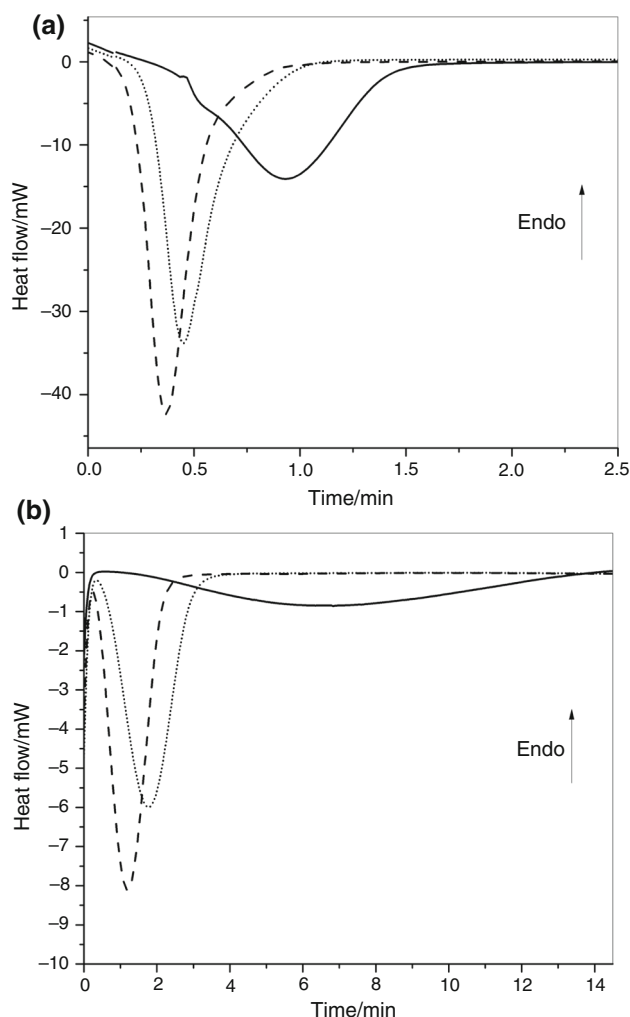 (a)
0
–10
–20
–30
–40
Heat flow/mW
Endo
0.0 0.5 1.0 1.5 2.0 2.5
Time/min
(b)
1
0
–1
–2
–3
–4
–5
–6
–7
–8
–9
–10
Heat flow/mW
Endo
0 2 4 6 8 10 12 14
Time/min